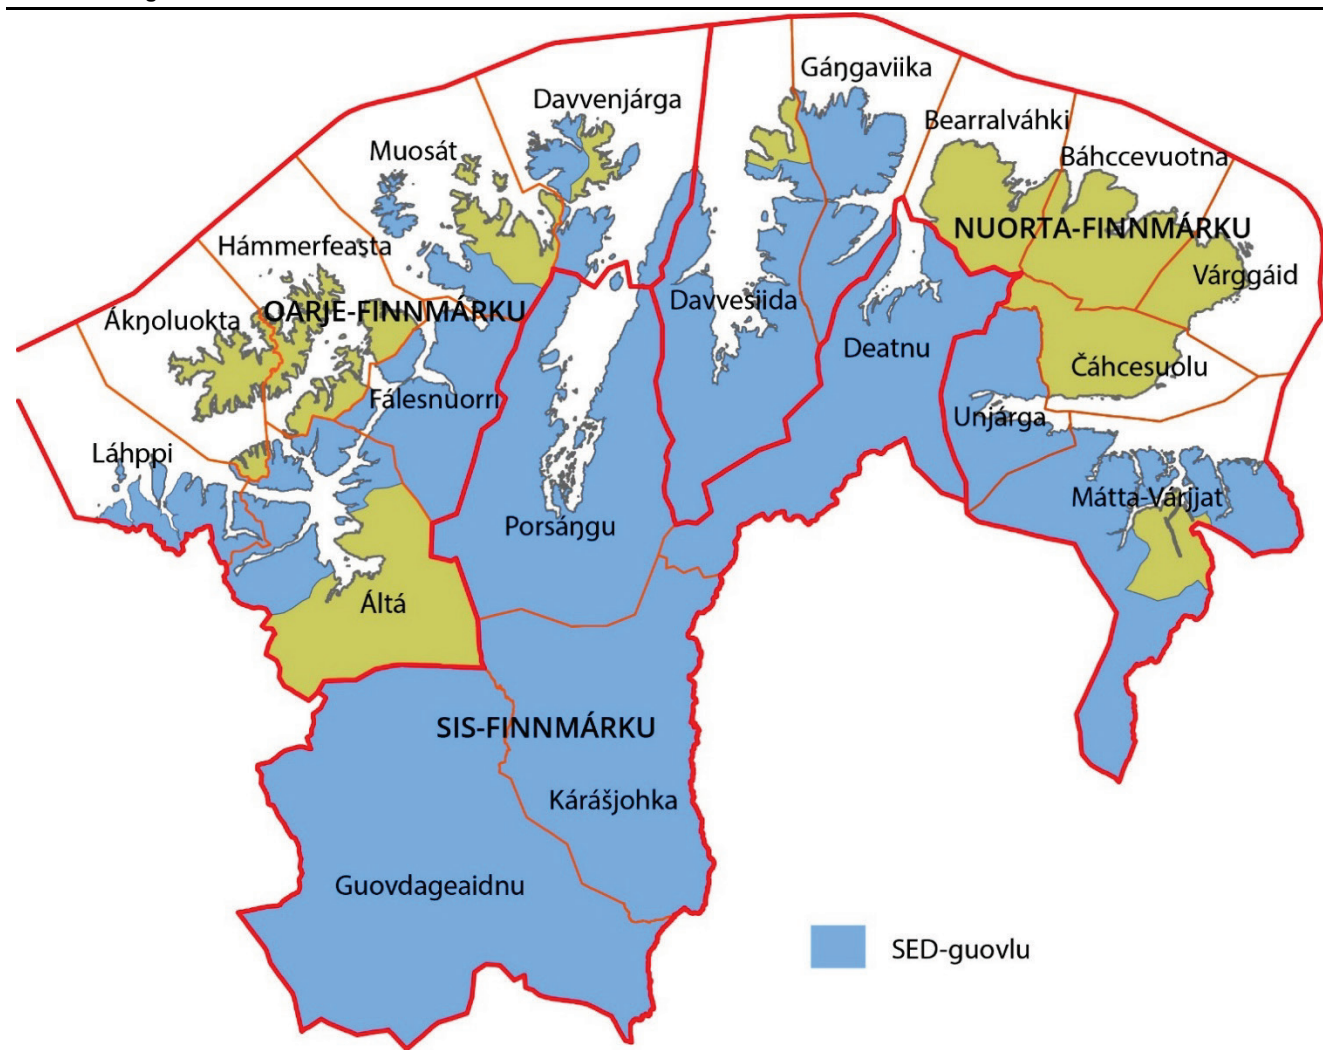 Gáŋgaviika
Davvenjárga
Bearralváhki
Muosát
Báhccevuotna
NUORTA-FINNMÁRKU
Hámmerfeasta
Várggáid
Ákŋoluokta
OARJE-FINNMÁRKU
Davvesiida
Deatnu
Čáhcesuolu
Fálesnuorri
Unjárga
Láhppi
Mátta-Várjjat
Porsáŋgu
Áltá
SIS-FINNMÁRKU
Kárášjohka
Guovdageaidnu
SED-guovlu